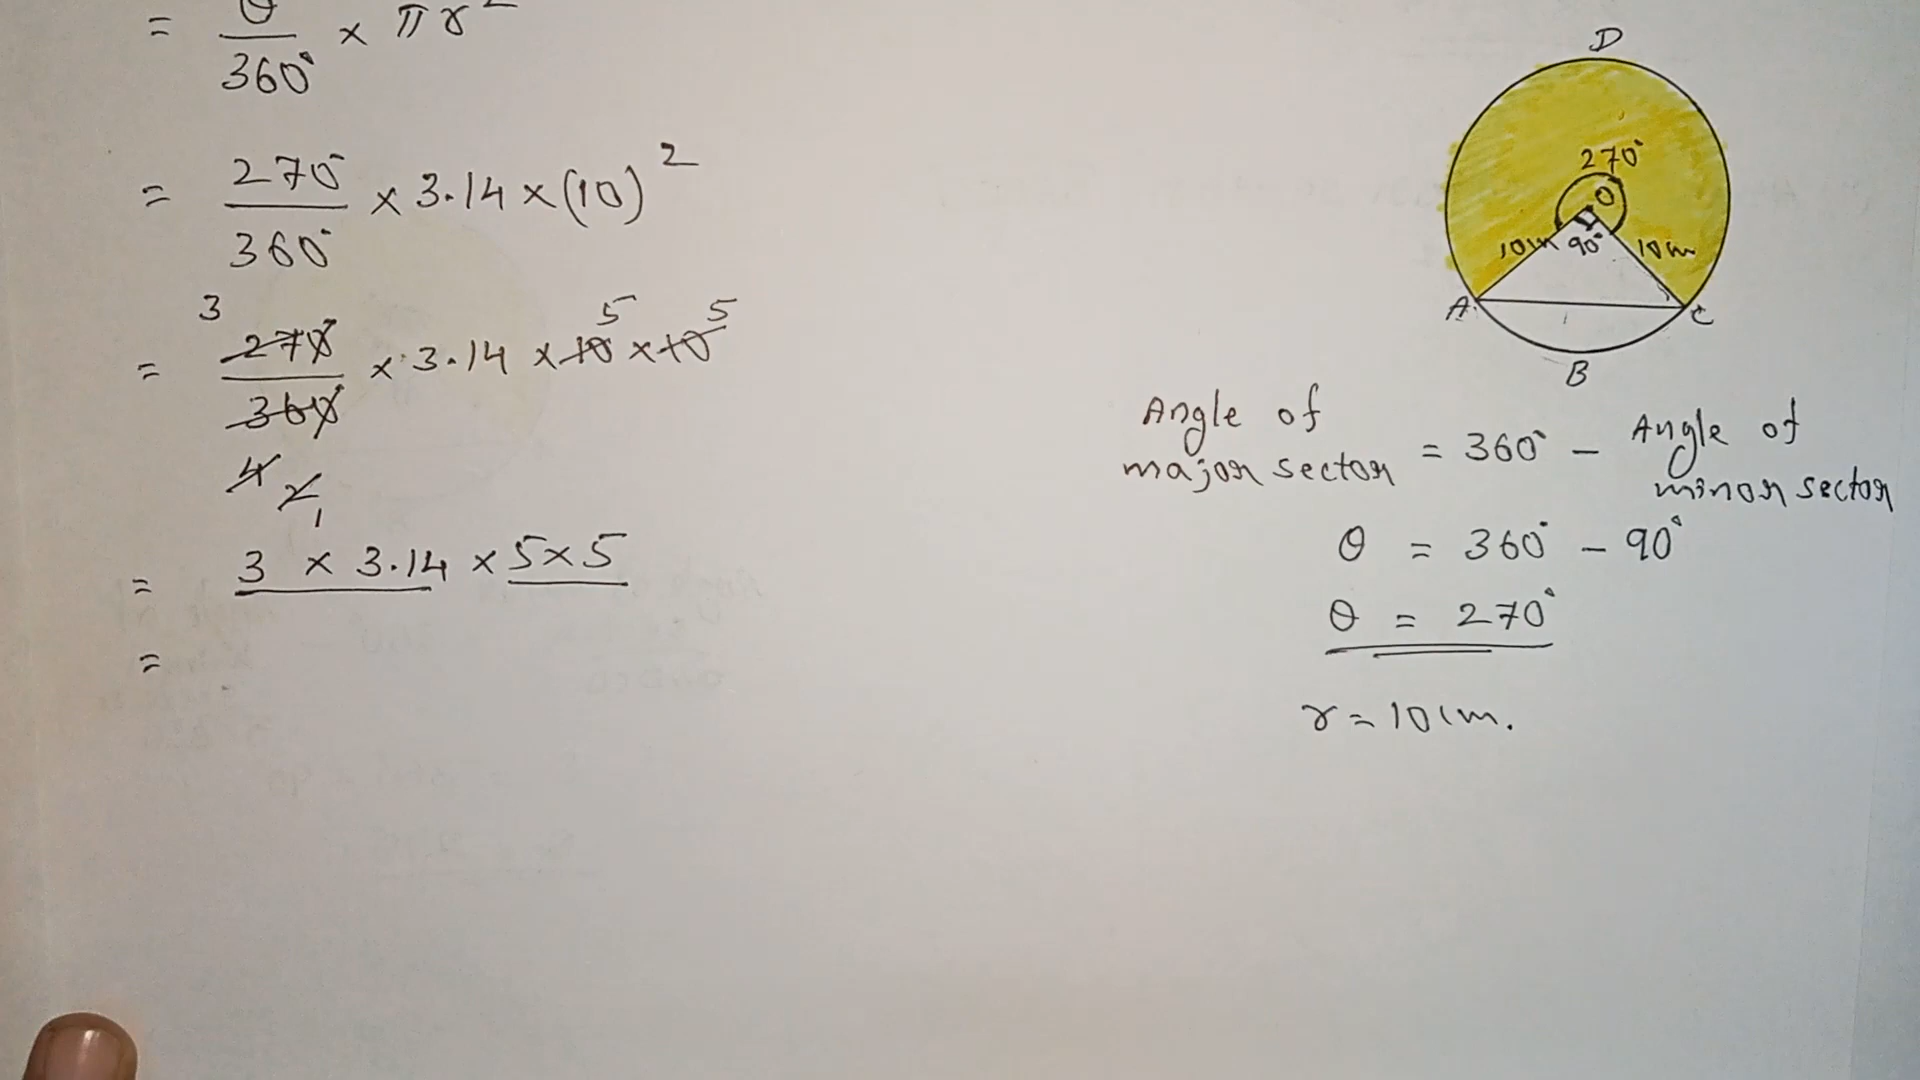 = θ/360° × πr²
= 270°/360° × 3.14 × (10)²
= 270/360 × 3.14 × 10 × 10
3 5 5
4 2 1
= 3 × 3.14 × 5×5
=
D
270°
O
10cm 90° 10cm
A C
B
Angle of major sector = 360° - Angle of minor sector
θ = 360° - 90°
θ = 270°
r = 10cm.